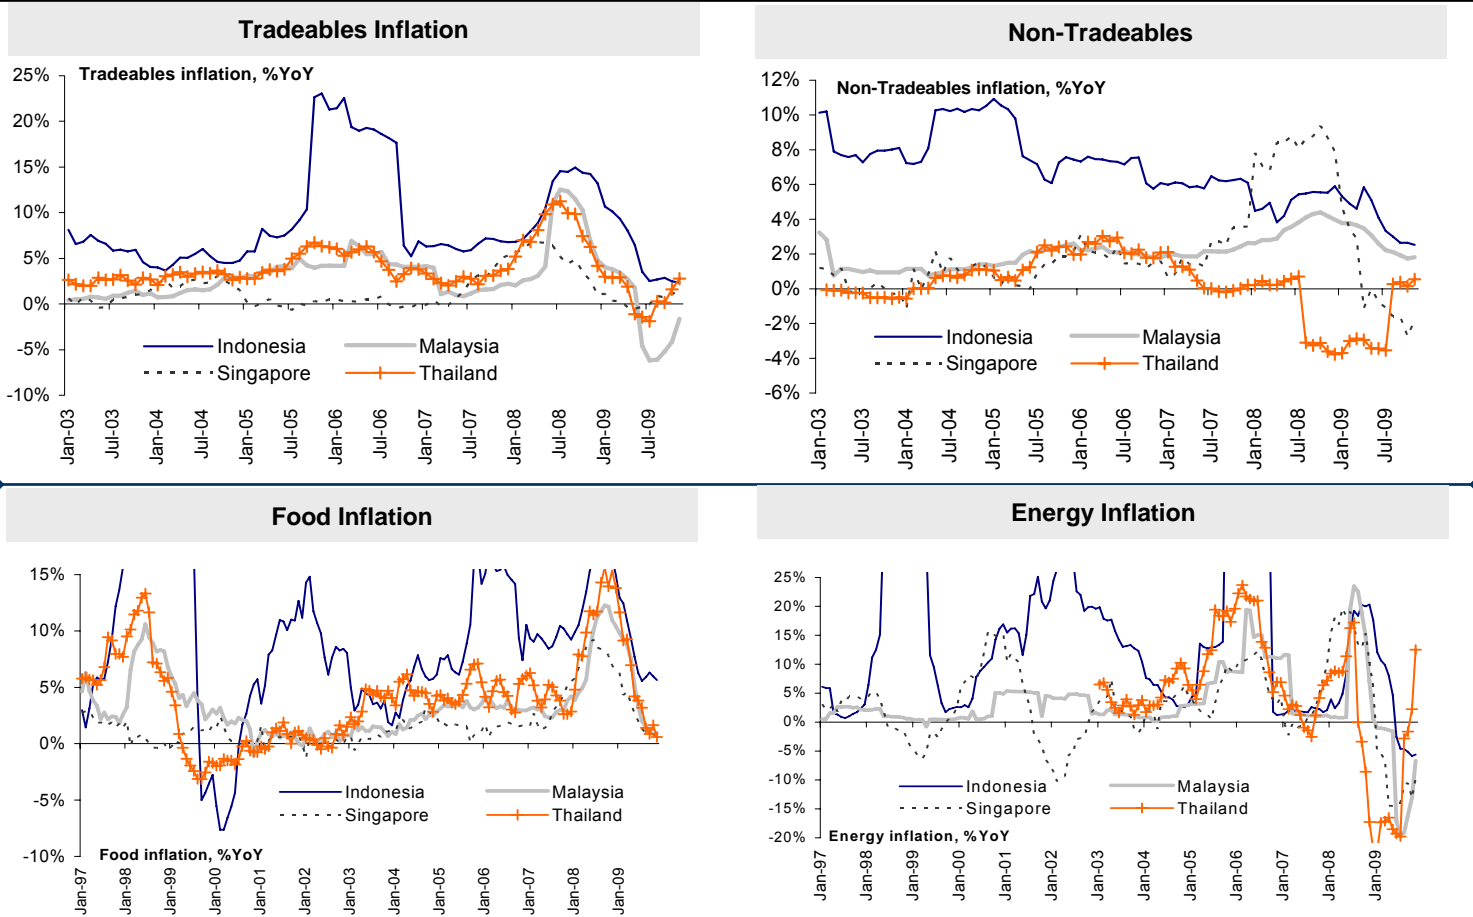 Tradeables Inflation
Tradeables inflation, %YoY
25%
20%
15%
10%
5%
0%
-5%
-10%
Indonesia
Malaysia
Singapore
Thailand
Jan-03
Jul-03
Jan-04
Jul-04
Jan-05
Jul-05
Jan-06
Jul-06
Jan-07
Jul-07
Jan-08
Jul-08
Jan-09
Jul-09
Non-Tradeables
Non-Tradeables inflation, %YoY
12%
10%
8%
6%
4%
2%
0%
-2%
-4%
-6%
Indonesia
Malaysia
Singapore
Thailand
Jan-03
Jul-03
Jan-04
Jul-04
Jan-05
Jul-05
Jan-06
Jul-06
Jan-07
Jul-07
Jan-08
Jul-08
Jan-09
Jul-09
Food Inflation
15%
10%
5%
0%
-5%
-10%
Indonesia
Malaysia
Singapore
Thailand
Food inflation, %YoY
Jan-97
Jan-98
Jan-99
Jan-00
Jan-01
Jan-02
Jan-03
Jan-04
Jan-05
Jan-06
Jan-07
Jan-08
Jan-09
Energy Inflation
25%
20%
15%
10%
5%
0%
-5%
-10%
-15%
-20%
Indonesia
Malaysia
Singapore
Thailand
Energy inflation, %YoY
Jan-97
Jan-98
Jan-99
Jan-00
Jan-01
Jan-02
Jan-03
Jan-04
Jan-05
Jan-06
Jan-07
Jan-08
Jan-09